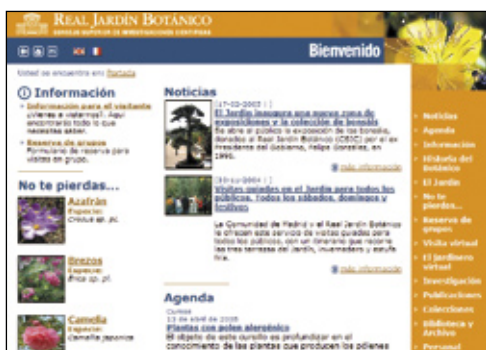 REAL JARDÍN BOTÁNICO
CONSEJO SUPERIOR DE INVESTIGACIONES CIENTÍFICAS
Bienvenido
Usted se encuentra en: Portada
Información
Información para el visitante
¿Vienes a visitarnos?. Aquí
encontrarás todo lo que
necesitas saber.
Reserva de grupos
Formulario de reserva para
visitas en grupo.
No te pierdas...
Azafrán
Especie:
Crocus sp. pl.
Brezos
Especie:
Erica sp. pl.
Camelia
Especie:
Camelia japonica
Noticias
[17-02-2005 | ]
El Jardín inaugura una nueva zona de
exposiciones y la colección de bonsáis
Se abre al público la exposición de los bonsáis,
donados al Real Jardín Botánico (CSIC) por el ex
Presidente del Gobierno, Felipe González, en
1996.
más información
[30-11-2004 | ]
Visitas guiadas en el Jardín para todos los
públicos. Todos los sábados, domingos y
festivos
La Comunidad de Madrid y el Real Jardín Botánico
te ofrecen este servicio de visitas guiadas para
todos los públicos, con un itinerario que recorre
las tres terrazas del Jardín, invernadero y estufa
fría.
más información
Agenda
Cursos
13 de abril de 2005
Plantas con polen alergénico
El objeto de este cursillo es profundizar en el
conocimiento de las plantas que producen los pólenes
Noticias
Agenda
Información
Historia del
Botánico
El Jardín
No te
pierdas...
Reserva de
grupos
Visita virtual
El jardinero
virtual
Investigación
Publicaciones
Colecciones
Biblioteca y
Archivo
Personal